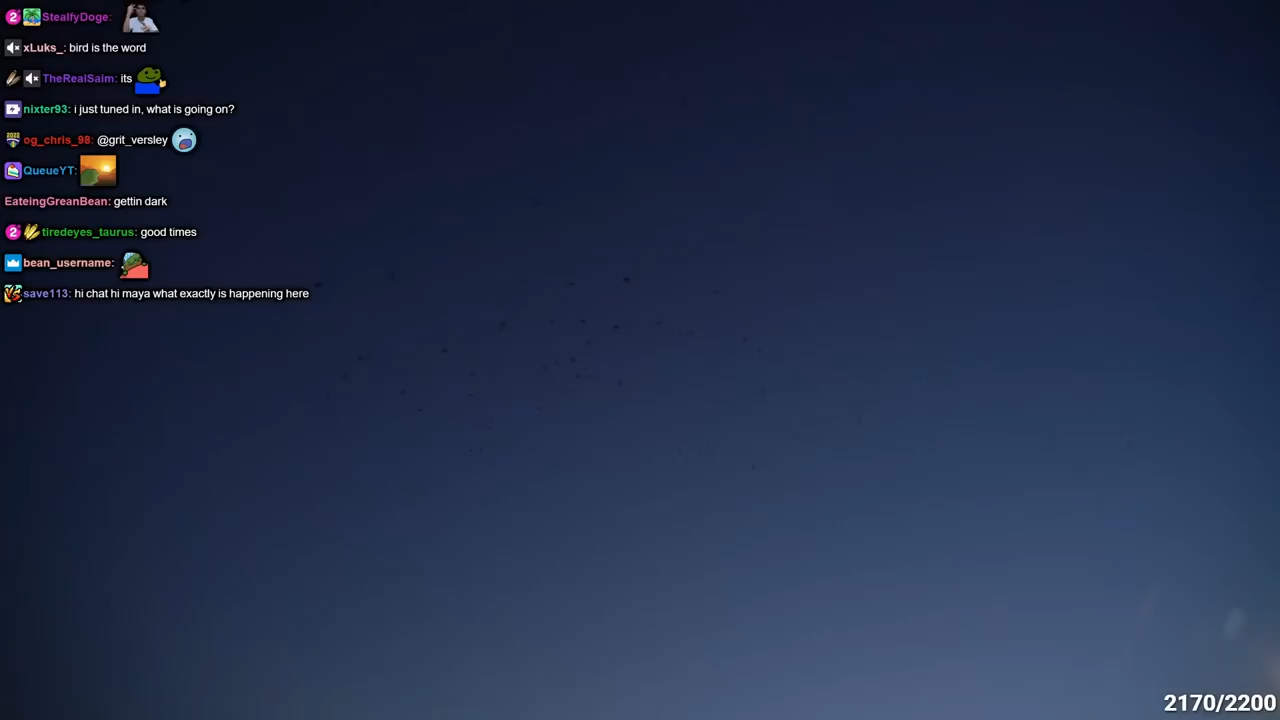 StealfyDoge:
xLuks_: bird is the word
TheRealSaim: its
nixter93: i just tuned in, what is going on?
og_chris_98: @grit_versley
QueueYT:
EateingGreanBean: gettin dark
2 tiredeyes_taurus: good times
bean_username:
save113: hi chat hi maya what exactly is happening here
2170/2200